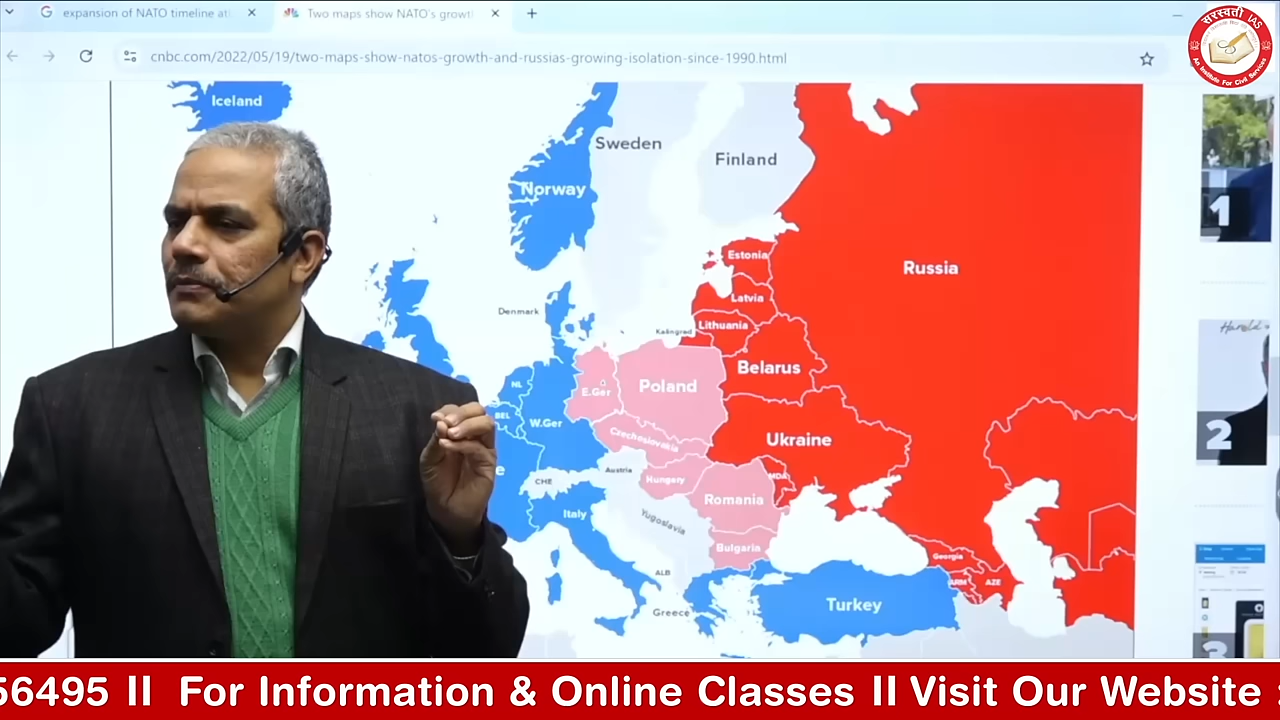 expansion of NATO timeline at
Two maps show NATO's growt
cnbc.com/2022/05/19/two-maps-show-natos-growth-and-russias-growing-isolation-since-1990.html
सरस्वती IAS
An Institute For Civil Services
Iceland
Sweden
Finland
Norway
Russia
Estonia
Latvia
Denmark
Lithuania
Kaliningrad
Belarus
Poland
NL
E.Ger
BEL
W.Ger
Ukraine
Czechoslovakia
Austria
CHE
Hungary
MDA
Romania
Italy
Yugoslavia
Bulgaria
Georgia
ALB
ARM
AZE
Turkey
Greece
1
Harold
2
3
56495 II For Information & Online Classes II Visit Our Website :